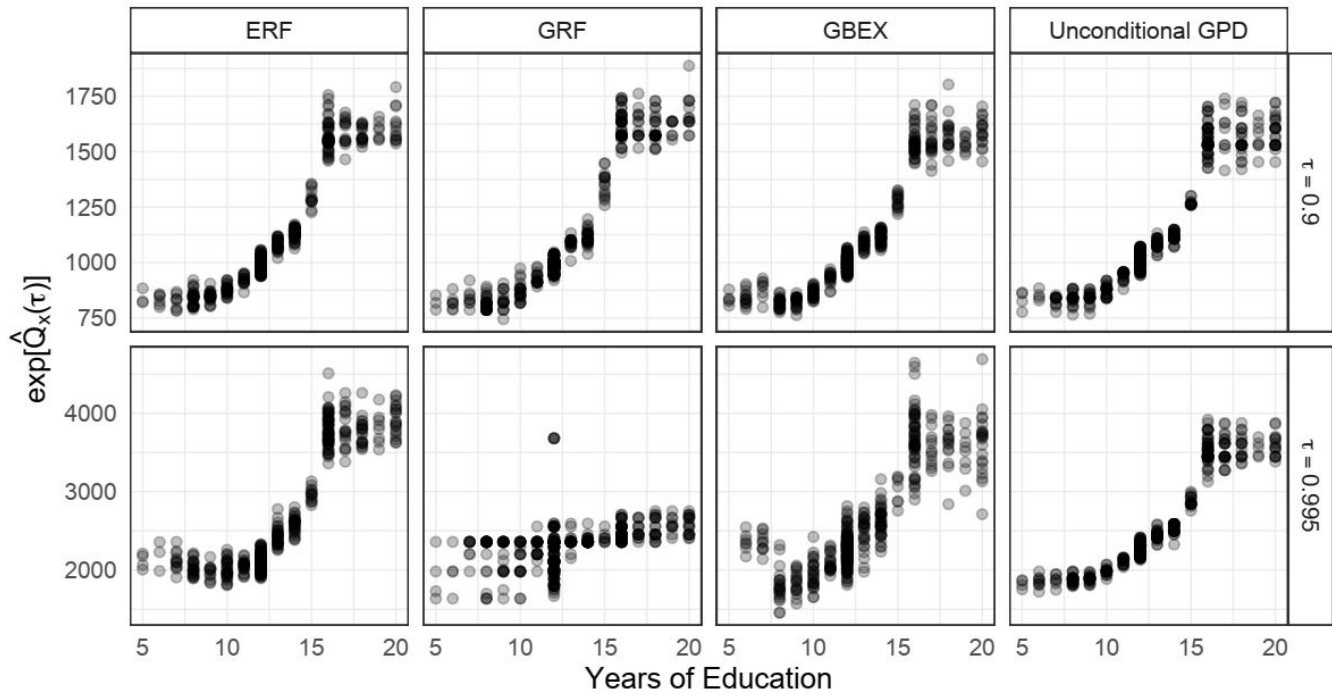 ERF GRF GBEX Unconditional GPD
1750
1500
1250
1000
750
τ = 0.9
exp[Q̂ₓ(τ)]
4000
3000
2000
τ = 0.995
5 10 15 20 5 10 15 20 5 10 15 20 5 10 15 20
Years of Education